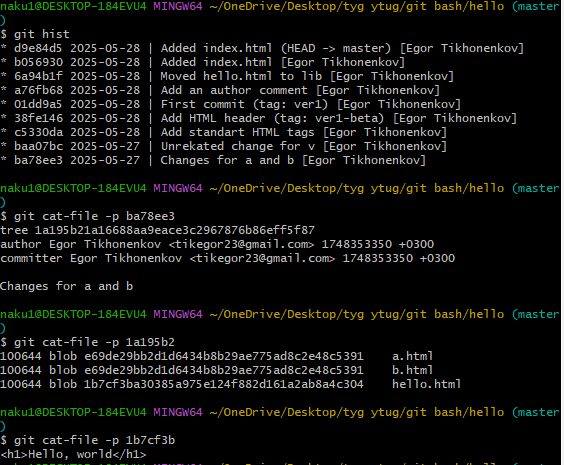 naku1@DESKTOP-184EVU4 MINGW64 ~/OneDrive/Desktop/tyg ytug/git bash/hello (master
)
$ git hist
* d9e84d5 2025-05-28 | Added index.html (HEAD -> master) [Egor Tikhonenkov]
* b056930 2025-05-28 | Added index.html [Egor Tikhonenkov]
* 6a94b1f 2025-05-28 | Moved hello.html to lib [Egor Tikhonenkov]
* a76fb68 2025-05-28 | Add an author comment [Egor Tikhonenkov]
* 01dd9a5 2025-05-28 | First commit (tag: ver1) [Egor Tikhonenkov]
* 38fe146 2025-05-28 | Add HTML header (tag: ver1-beta) [Egor Tikhonenkov]
* c5330da 2025-05-28 | Add standart HTML tags [Egor Tikhonenkov]
* baa07bc 2025-05-27 | Unrekated change for v [Egor Tikhonenkov]
* ba78ee3 2025-05-27 | Changes for a and b [Egor Tikhonenkov]
naku1@DESKTOP-184EVU4 MINGW64 ~/OneDrive/Desktop/tyg ytug/git bash/hello (master
)
$ git cat-file -p ba78ee3
tree 1a195b21a16688aa9eace3c2967876b86eff5f87
author Egor Tikhonenkov <tikegor23@gmail.com> 1748353350 +0300
committer Egor Tikhonenkov <tikegor23@gmail.com> 1748353350 +0300
Changes for a and b
naku1@DESKTOP-184EVU4 MINGW64 ~/OneDrive/Desktop/tyg ytug/git bash/hello (master
)
$ git cat-file -p 1a195b2
100644 blob e69de29bb2d1d6434b8b29ae775ad8c2e48c5391    a.html
100644 blob e69de29bb2d1d6434b8b29ae775ad8c2e48c5391    b.html
100644 blob 1b7cf3ba30385a975e124f882d161a2ab8a4c304    hello.html
naku1@DESKTOP-184EVU4 MINGW64 ~/OneDrive/Desktop/tyg ytug/git bash/hello (master
)
$ git cat-file -p 1b7cf3b
<h1>Hello, world</h1>